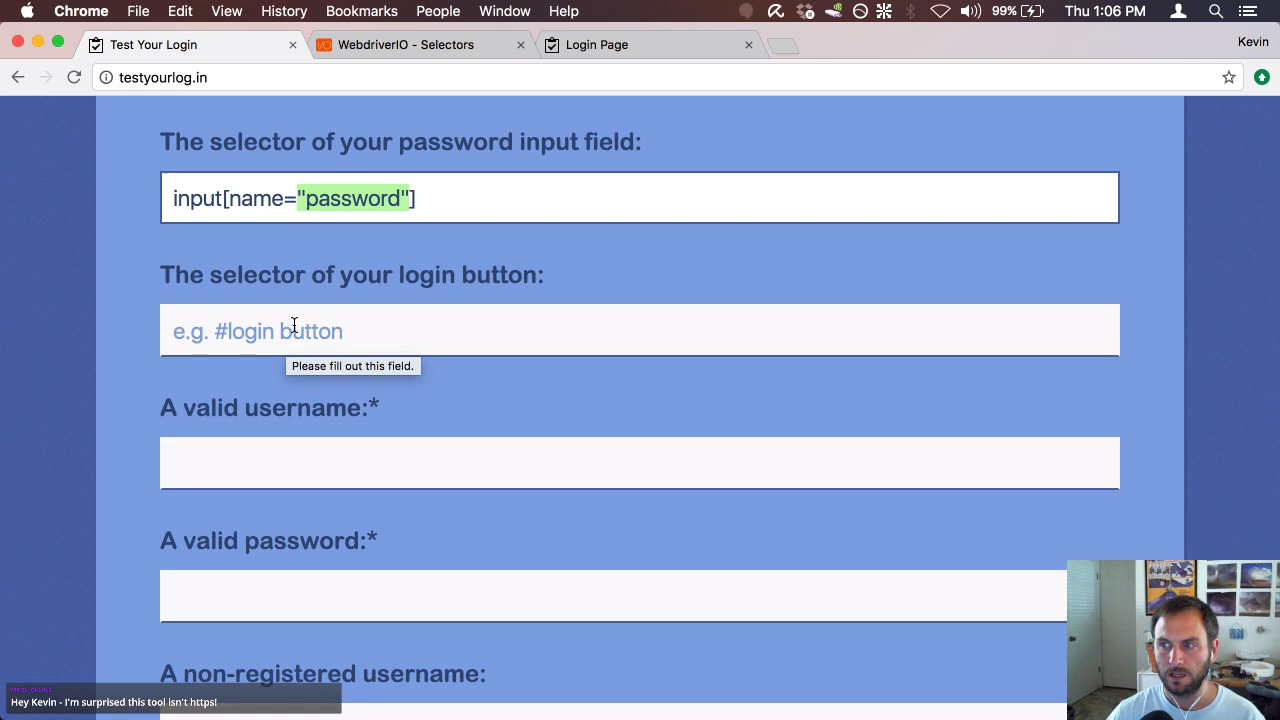 Chrome File Edit View History Bookmarks People Window Help 99% Thu 1:06 PM
Test Your Login
WebdriverIO - Selectors
Login Page
Kevin
testyourlog.in
The selector of your password input field:
input[name="password"]
The selector of your login button:
e.g. #login button
Please fill out this field.
A valid username:*
A valid password:*
A non-registered username:
Hey Kevin - I'm surprised this tool isn't https!